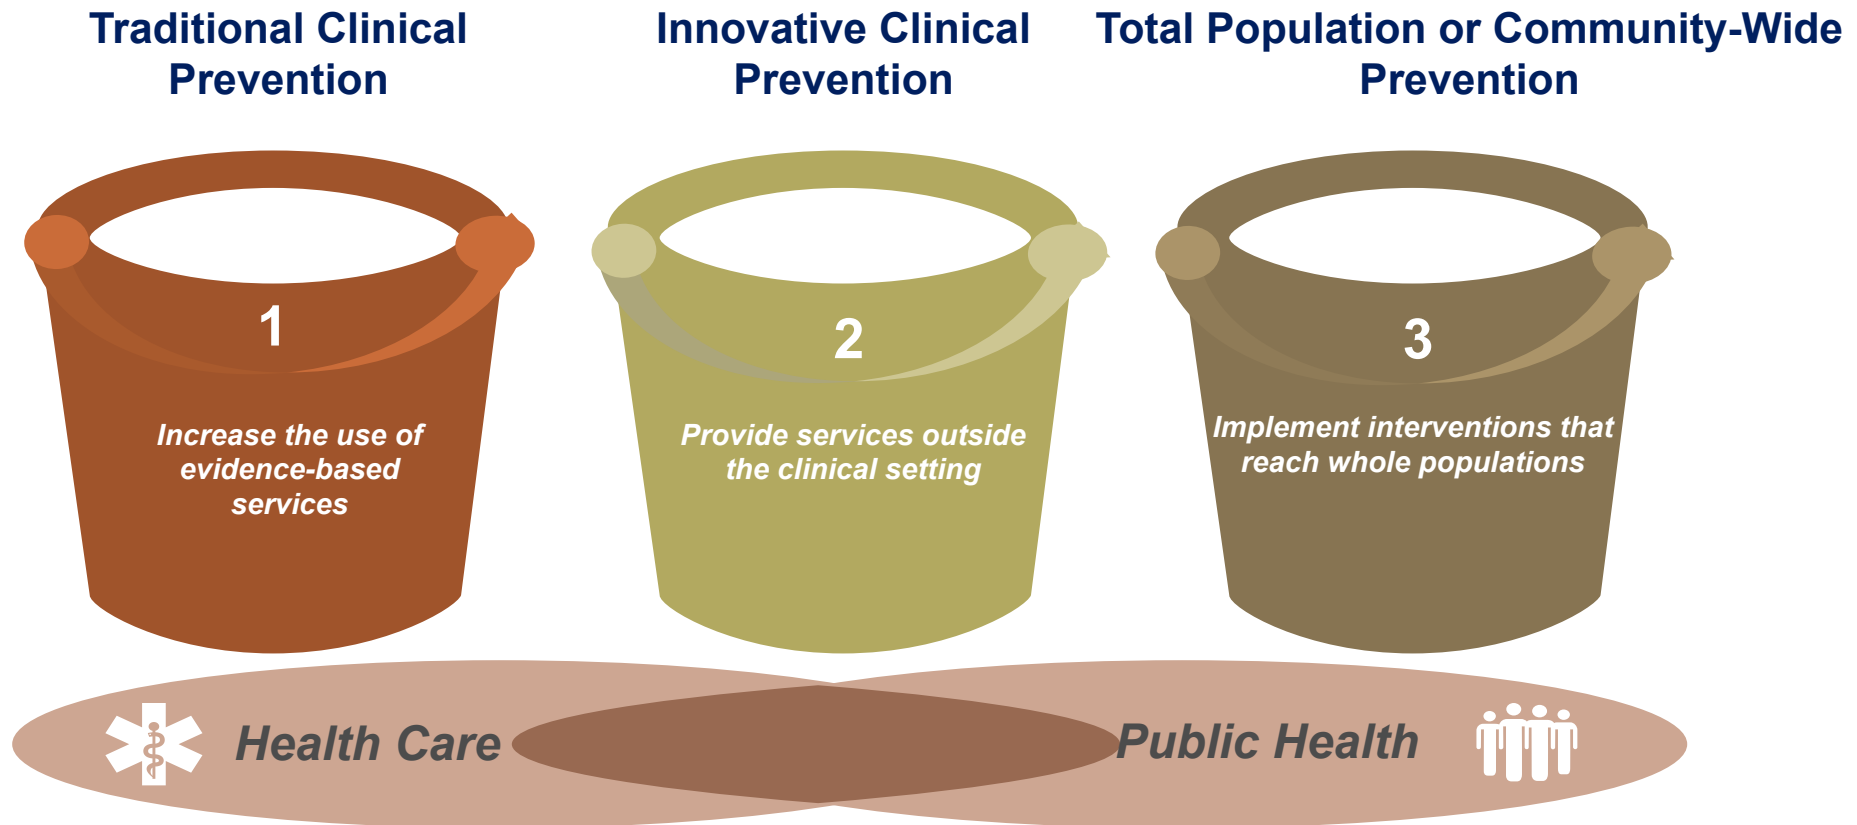 Traditional Clinical
Prevention
Innovative Clinical
Prevention
Total Population or Community-Wide
Prevention
1
Increase the use of
evidence-based
services
2
Provide services outside
the clinical setting
3
Implement interventions that
reach whole populations
Health Care
Public Health